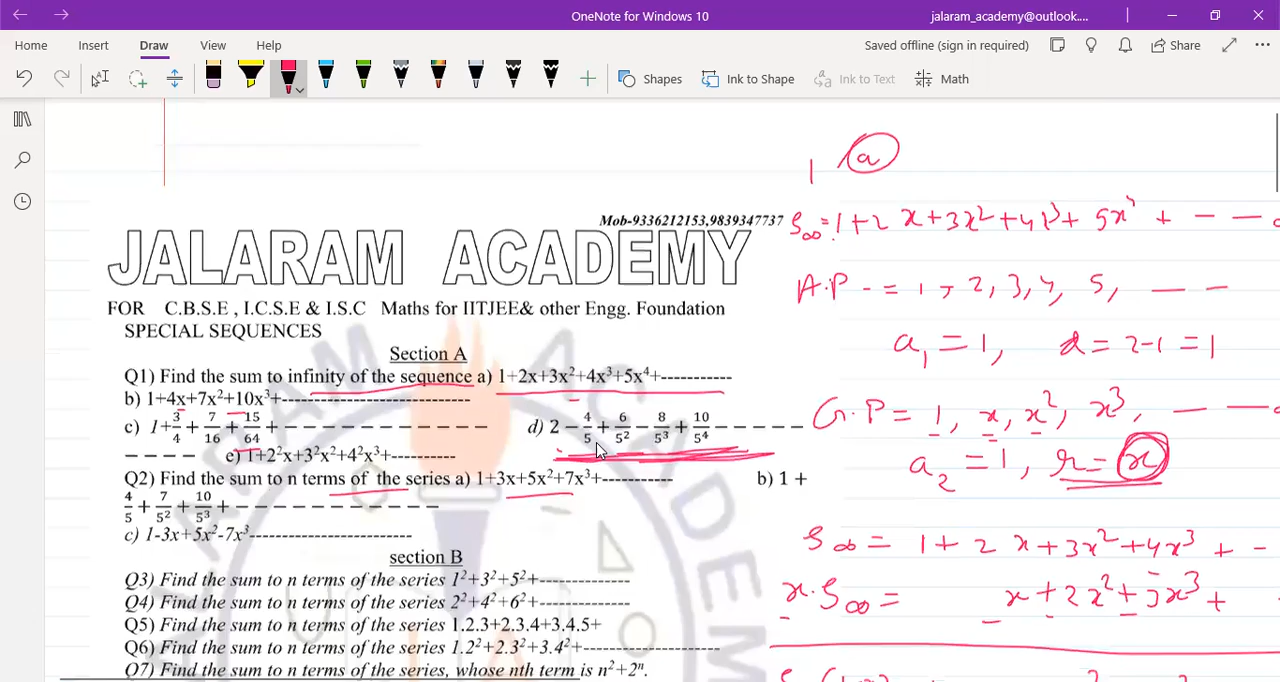 OneNote for Windows 10
jalaram_academy@outlook....
Home Insert Draw View Help
Saved offline (sign in required) Share
Shapes Ink to Shape Ink to Text Math
Mob-9336212153,9839347737
JALARAM ACADEMY
FOR C.B.S.E , I.C.S.E & I.S.C Maths for IITJEE& other Engg. Foundation
SPECIAL SEQUENCES
Section A
Q1) Find the sum to infinity of the sequence a) 1+2x+3x²+4x³+5x⁴+-----------
b) 1+4x+7x²+10x³+-----------------------------
c) 1+3/4 + 7/16 + 15/64 + - - - - - - - - - - - - - - d) 2 − 4/5 + 6/5² − 8/5³ + 10/5⁴ - - - - - -
- - - - e) 1+2²x+3²x²+4²x³+----------
Q2) Find the sum to n terms of the series a) 1+3x+5x²+7x³+----------- b) 1 +
4/5 + 7/5² + 10/5³ + - - - - - - - - - - - - - -
c) 1-3x+5x²-7x³-------------------------
section B
Q3) Find the sum to n terms of the series 1²+3²+5²+--------------
Q4) Find the sum to n terms of the series 2²+4²+6²+--------------
Q5) Find the sum to n terms of the series 1.2.3+2.3.4+3.4.5+
Q6) Find the sum to n terms of the series 1.2²+2.3²+3.4²+---------------------
Q7) Find the sum to n terms of the series, whose nth term is n²+2ⁿ.
1 (a)
S∞ = 1+2x+3x²+4x³+5x⁴ + - —
A.P - = 1, 2, 3, 4, 5, — —
a₁ = 1, d = 2-1 = 1
G.P = 1, x, x², x³, — —
a₂ = 1, r = x
S∞ = 1+2x+3x²+4x³ + -
x.S∞ = x+2x²+3x³+